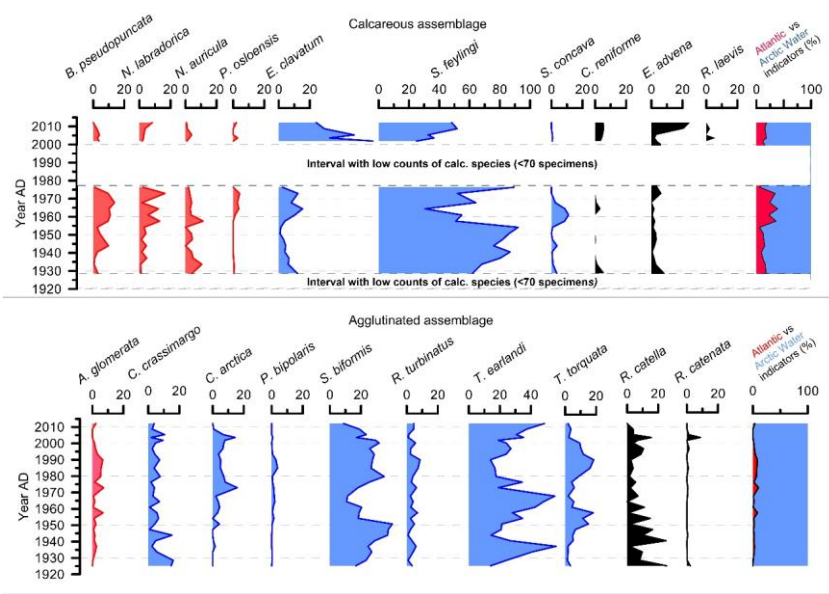 Calcareous assemblage
B. pseudopuncata
N. labradorica
N. auricula
P. osloensis
E. clavatum
S. feylingi
S. concava
C. reniforme
E. advena
R. laevis
Atlantic vs
Arctic Water
indicators (%)
0 20 0 20 0 20 0 20 0 20 0 20 40 60 80 100 0 20 0 20 0 20 0 20 0 100
2010
2000
1990
1980
1970
1960
1950
1940
1930
1920
Year AD
Interval with low counts of calc. species (<70 specimens)
Interval with low counts of calc. species (<70 specimens)
Agglutinated assemblage
A. glomerata
C. crassimargo
C. arctica
P. bipolaris
S. biformis
R. turbinatus
T. earlandi
T. torquata
R. catella
R. catenata
Atlantic vs
Arctic Water
indicators (%)
0 20 0 20 0 20 0 20 0 20 40 0 20 0 20 40 0 20 0 20 0 20 0 100
2010
2000
1990
1980
1970
1960
1950
1940
1930
1920
Year AD